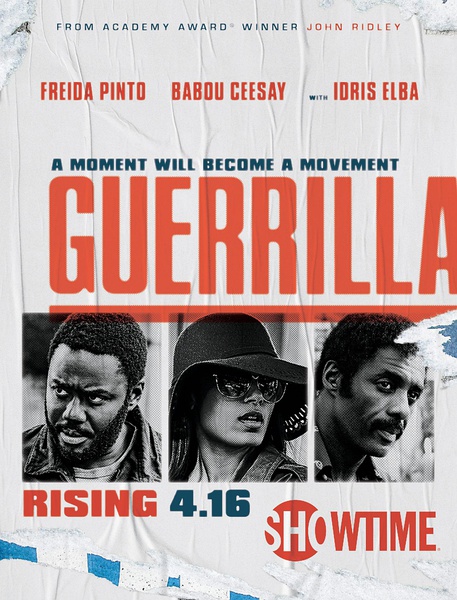 FROM ACADEMY AWARD® WINNER JOHN RIDLEY
FREIDA PINTO BABOU CEESAY WITH IDRIS ELBA
A MOMENT WILL BECOME A MOVEMENT
GUERRILLA
RISING 4.16
SHOWTIME®